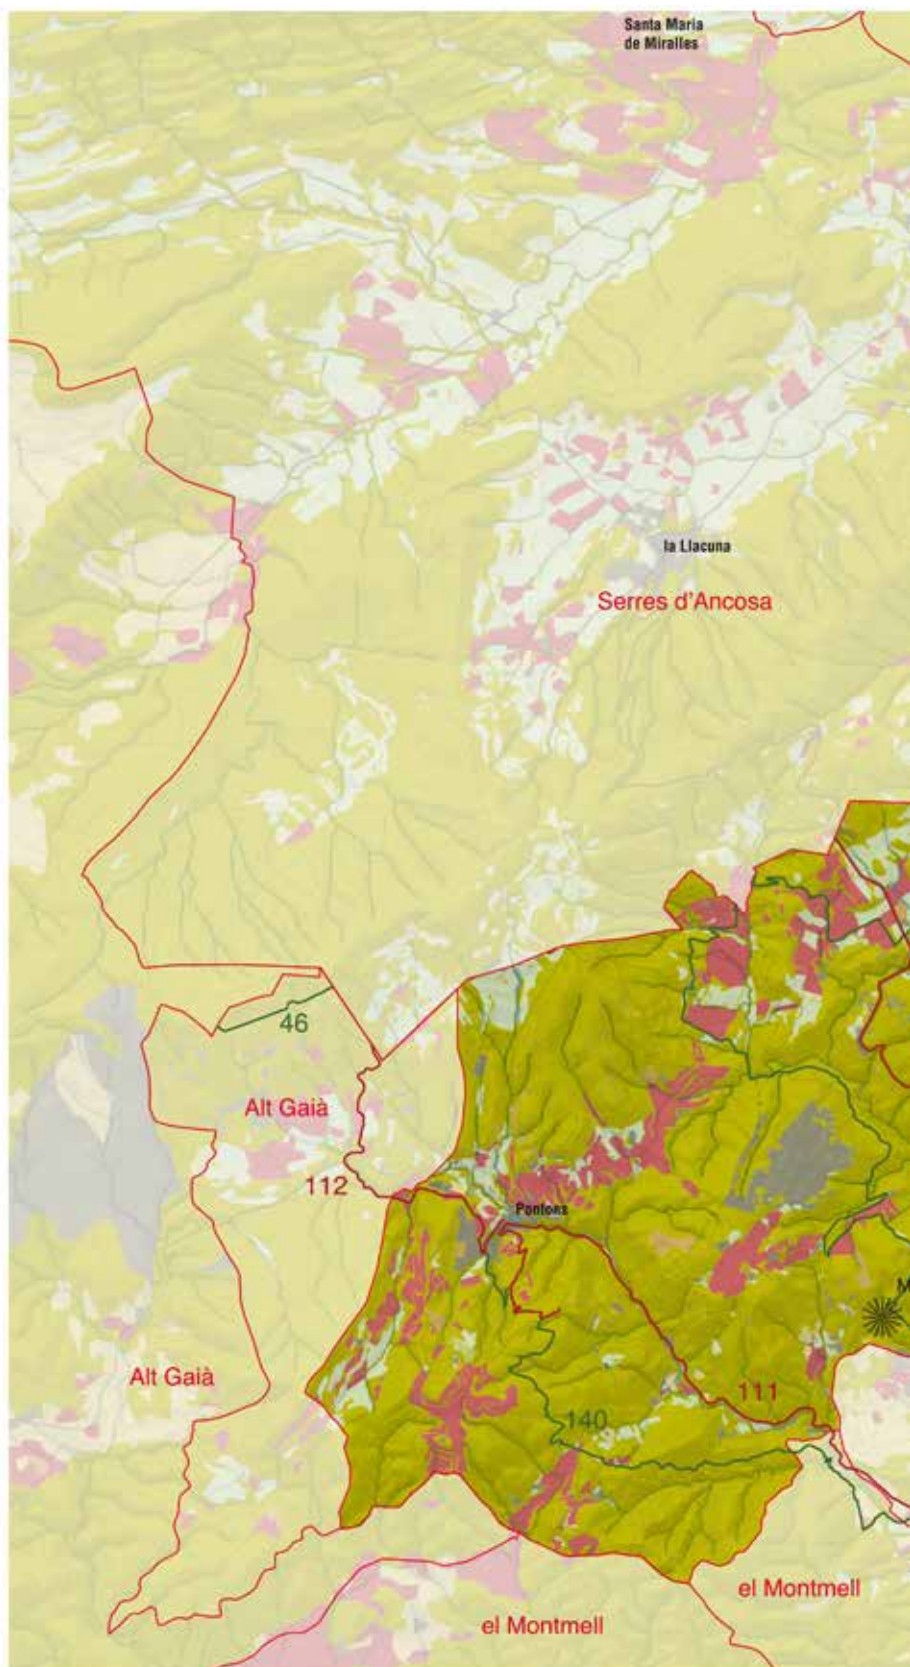 Santa Maria
de Miralles
la Llacuna
Serres d'Ancosa
46
Alt Gaià
112
Pontons
M
Alt Gaià
111
140
el Montmell
el Montmell